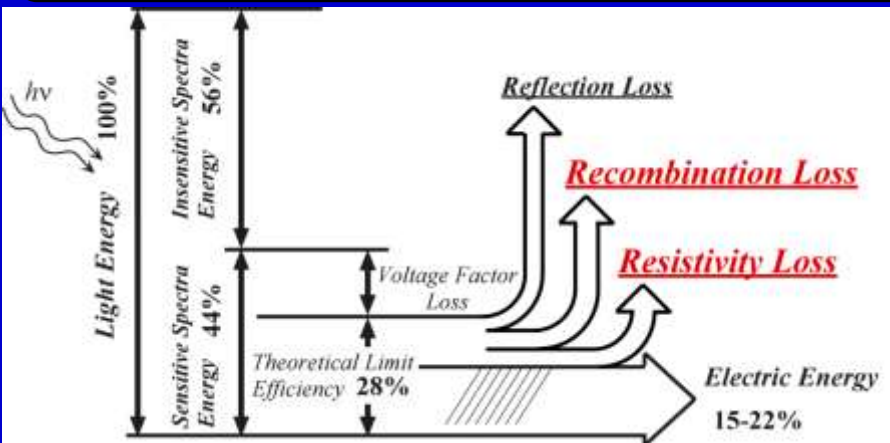 hν
Light Energy 100%
Insensitive Spectra
Energy 56%
Sensitive Spectra
Energy 44%
Voltage Factor
Loss
Theoretical Limit
Efficiency 28%
Reflection Loss
Recombination Loss
Resistivity Loss
Electric Energy
15-22%